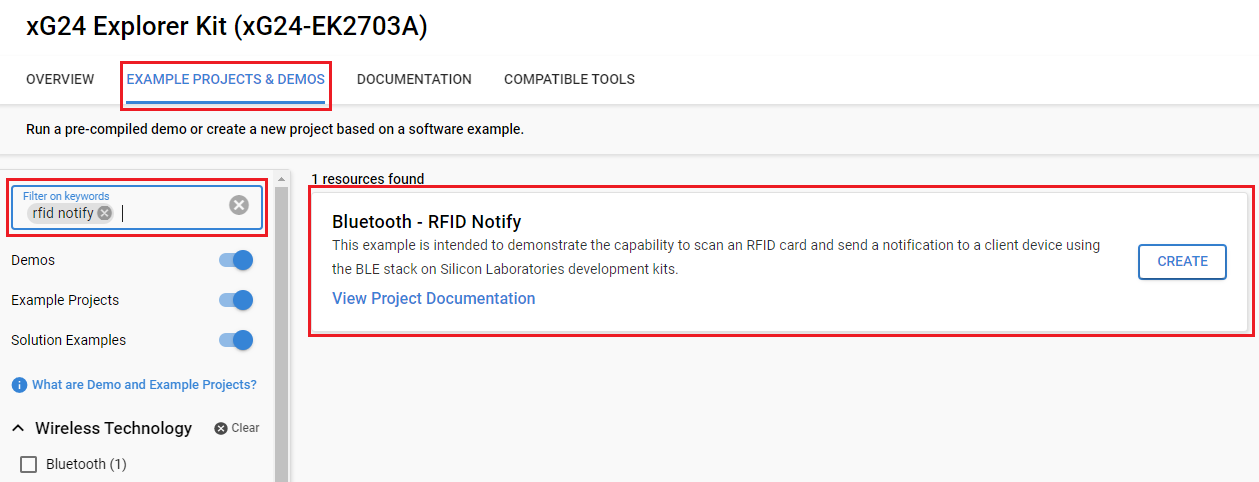 xG24 Explorer Kit (xG24-EK2703A)
OVERVIEW
EXAMPLE PROJECTS & DEMOS
DOCUMENTATION
COMPATIBLE TOOLS
Run a pre-compiled demo or create a new project based on a software example.
Filter on keywords
rfid notify
Demos
Example Projects
Solution Examples
What are Demo and Example Projects?
Wireless Technology
Clear
Bluetooth (1)
1 resources found
Bluetooth - RFID Notify
This example is intended to demonstrate the capability to scan an RFID card and send a notification to a client device using
the BLE stack on Silicon Laboratories development kits.
View Project Documentation
CREATE